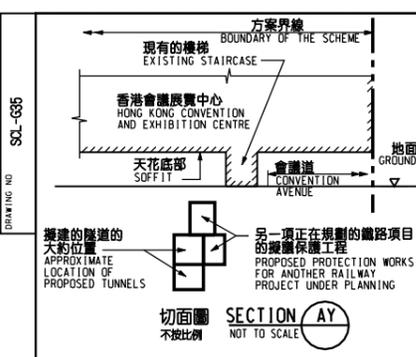 方案界線
BOUNDARY OF THE SCHEME
現有的樓梯
EXISTING STAIRCASE
香港會議展覽中心
HONG KONG CONVENTION
AND EXHIBITION CENTRE
DRAWING NO
SCL-G35
天花底部
SOFFIT
會議道
CONVENTION
AVENUE
地面
GROUND
擬建的隧道的
大約位置
APPROXIMATE
LOCATION OF
PROPOSED TUNNELS
另一項正在規劃的鐵路項目
的擬議保護工程
PROPOSED PROTECTION WORKS
FOR ANOTHER RAILWAY
PROJECT UNDER PLANNING
切面圖
不按比例
SECTION AY
NOT TO SCALE